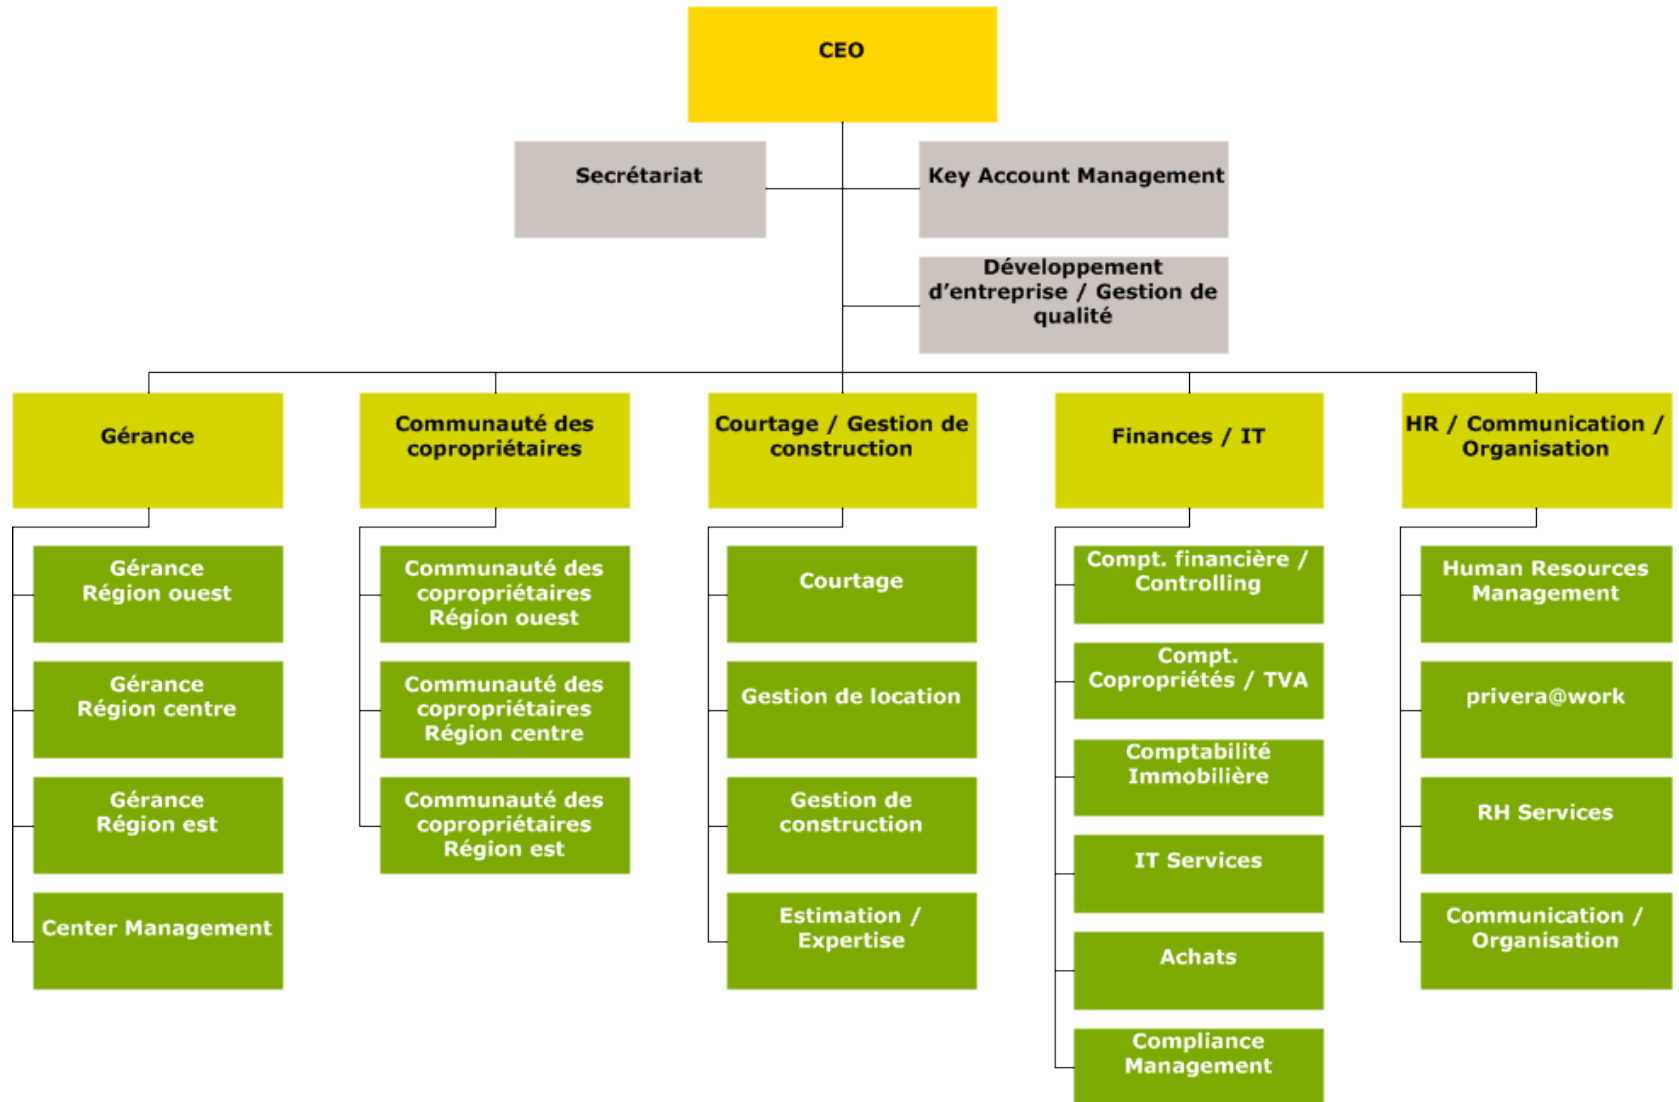 CEO
Secrétariat
Key Account Management
Développement
d’entreprise / Gestion de
qualité
Gérance
Communauté des
copropriétaires
Courtage / Gestion de
construction
Finances / IT
HR / Communication /
Organisation
Gérance
Région ouest
Gérance
Région centre
Gérance
Région est
Center Management
Communauté des
copropriétaires
Région ouest
Communauté des
copropriétaires
Région centre
Communauté des
copropriétaires
Région est
Courtage
Gestion de location
Gestion de
construction
Estimation /
Expertise
Compt. financière /
Controlling
Compt.
Copropriétés / TVA
Comptabilité
Immobilière
IT Services
Achats
Compliance
Management
Human Resources
Management
privera@work
RH Services
Communication /
Organisation